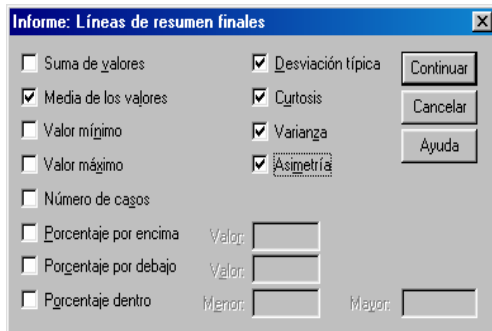 Informe: Líneas de resumen finales
Suma de valores
Desviación típica
Continuar
Media de los valores
Curtosis
Cancelar
Valor mínimo
Varianza
Ayuda
Valor máximo
Asimetría
Número de casos
Porcentaje por encima Valor:
Porcentaje por debajo Valor:
Porcentaje dentro Menor: Mayor: